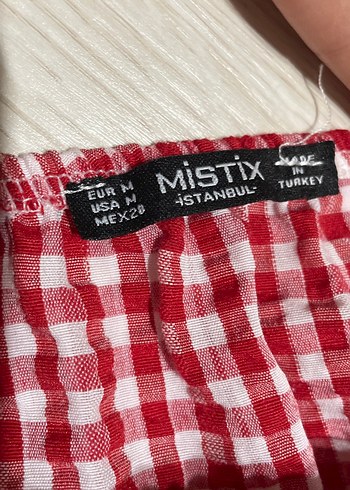 EUR M
USA M
MEX28
MiSTiX
-iSTANBUL-
MADE
IN
TURKEY